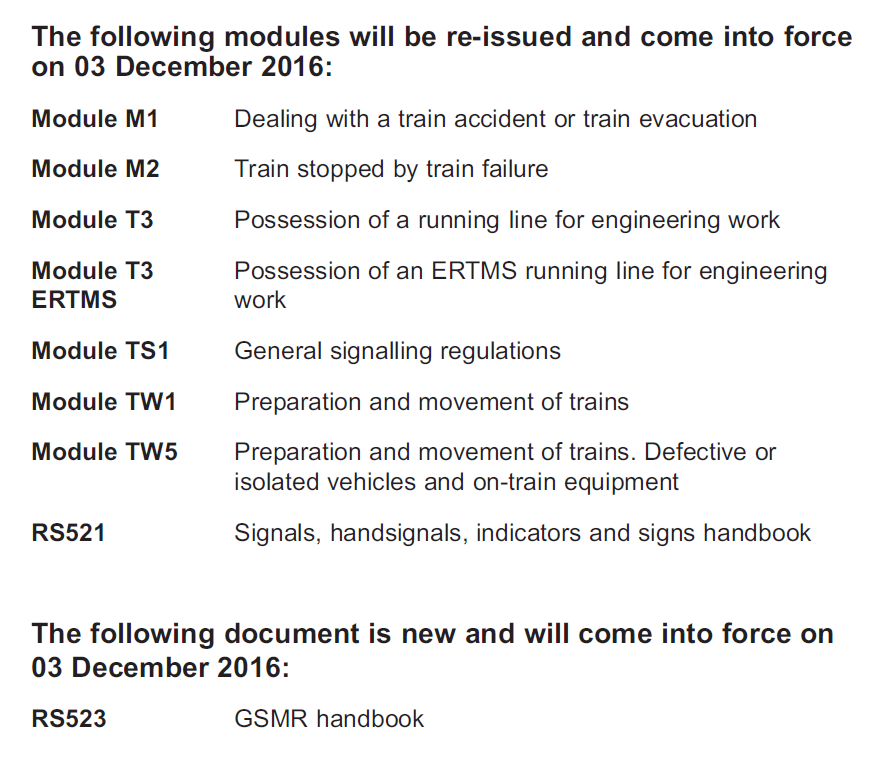 The following modules will be re-issued and come into force
on 03 December 2016:
Module M1 Dealing with a train accident or train evacuation
Module M2 Train stopped by train failure
Module T3 Possession of a running line for engineering work
Module T3 Possession of an ERTMS running line for engineering
ERTMS work
Module TS1 General signalling regulations
Module TW1 Preparation and movement of trains
Module TW5 Preparation and movement of trains. Defective or
isolated vehicles and on-train equipment
RS521 Signals, handsignals, indicators and signs handbook
The following document is new and will come into force on
03 December 2016:
RS523 GSMR handbook